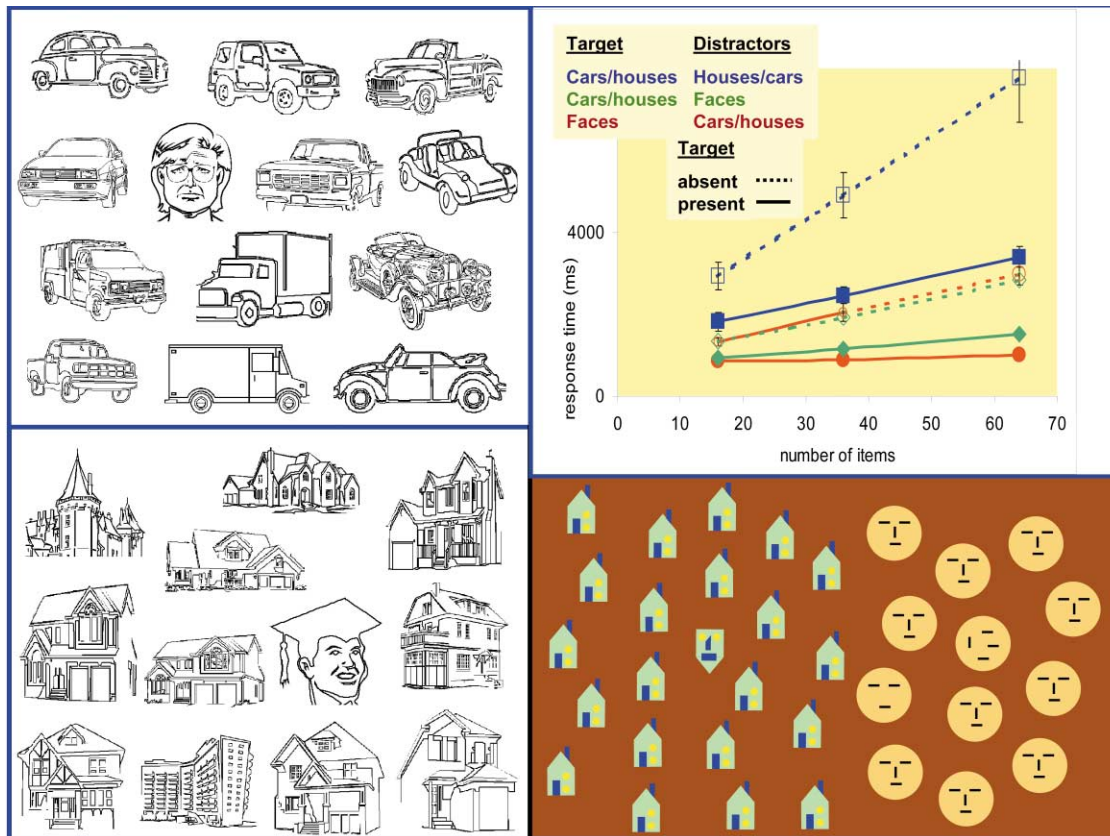 Target Distractors
Cars/houses Houses/cars
Cars/houses Faces
Faces Cars/houses
Target
absent
present
4000
0
response time (ms)
0 10 20 30 40 50 60 70
number of items